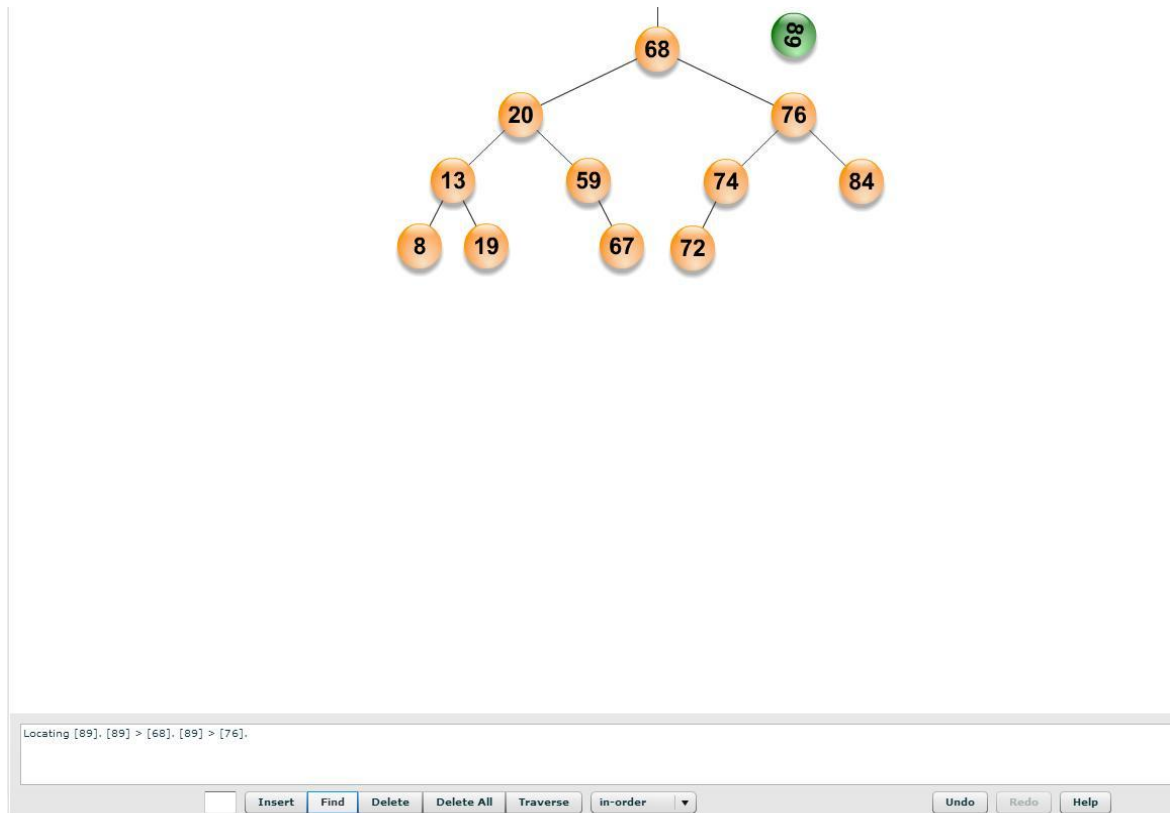 68 89
20 76
13 59 74 84
8 19 67 72
Locating [89]. [89] > [68]. [89] > [76].
Insert Find Delete Delete All Traverse in-order Undo Redo Help